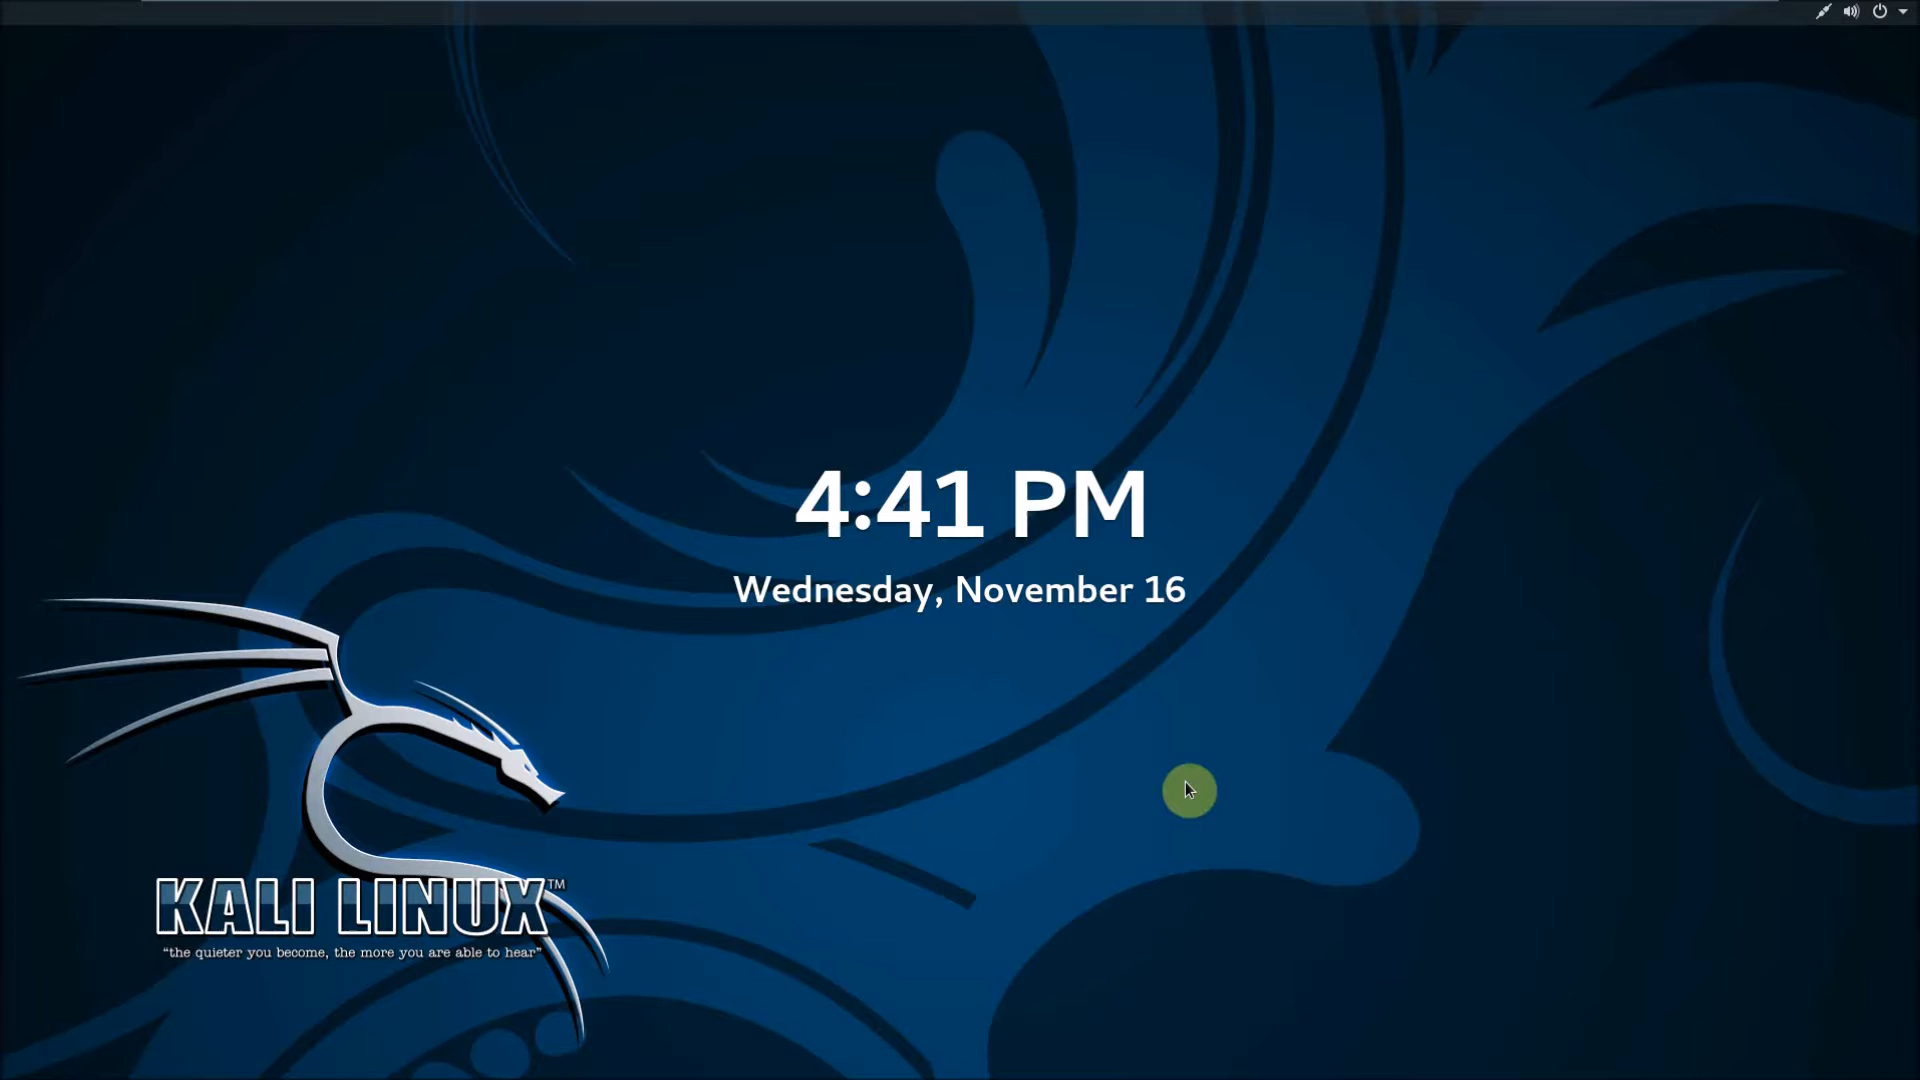 4:41 PM
Wednesday, November 16
KALI LINUX™
“the quieter you become, the more you are able to hear”